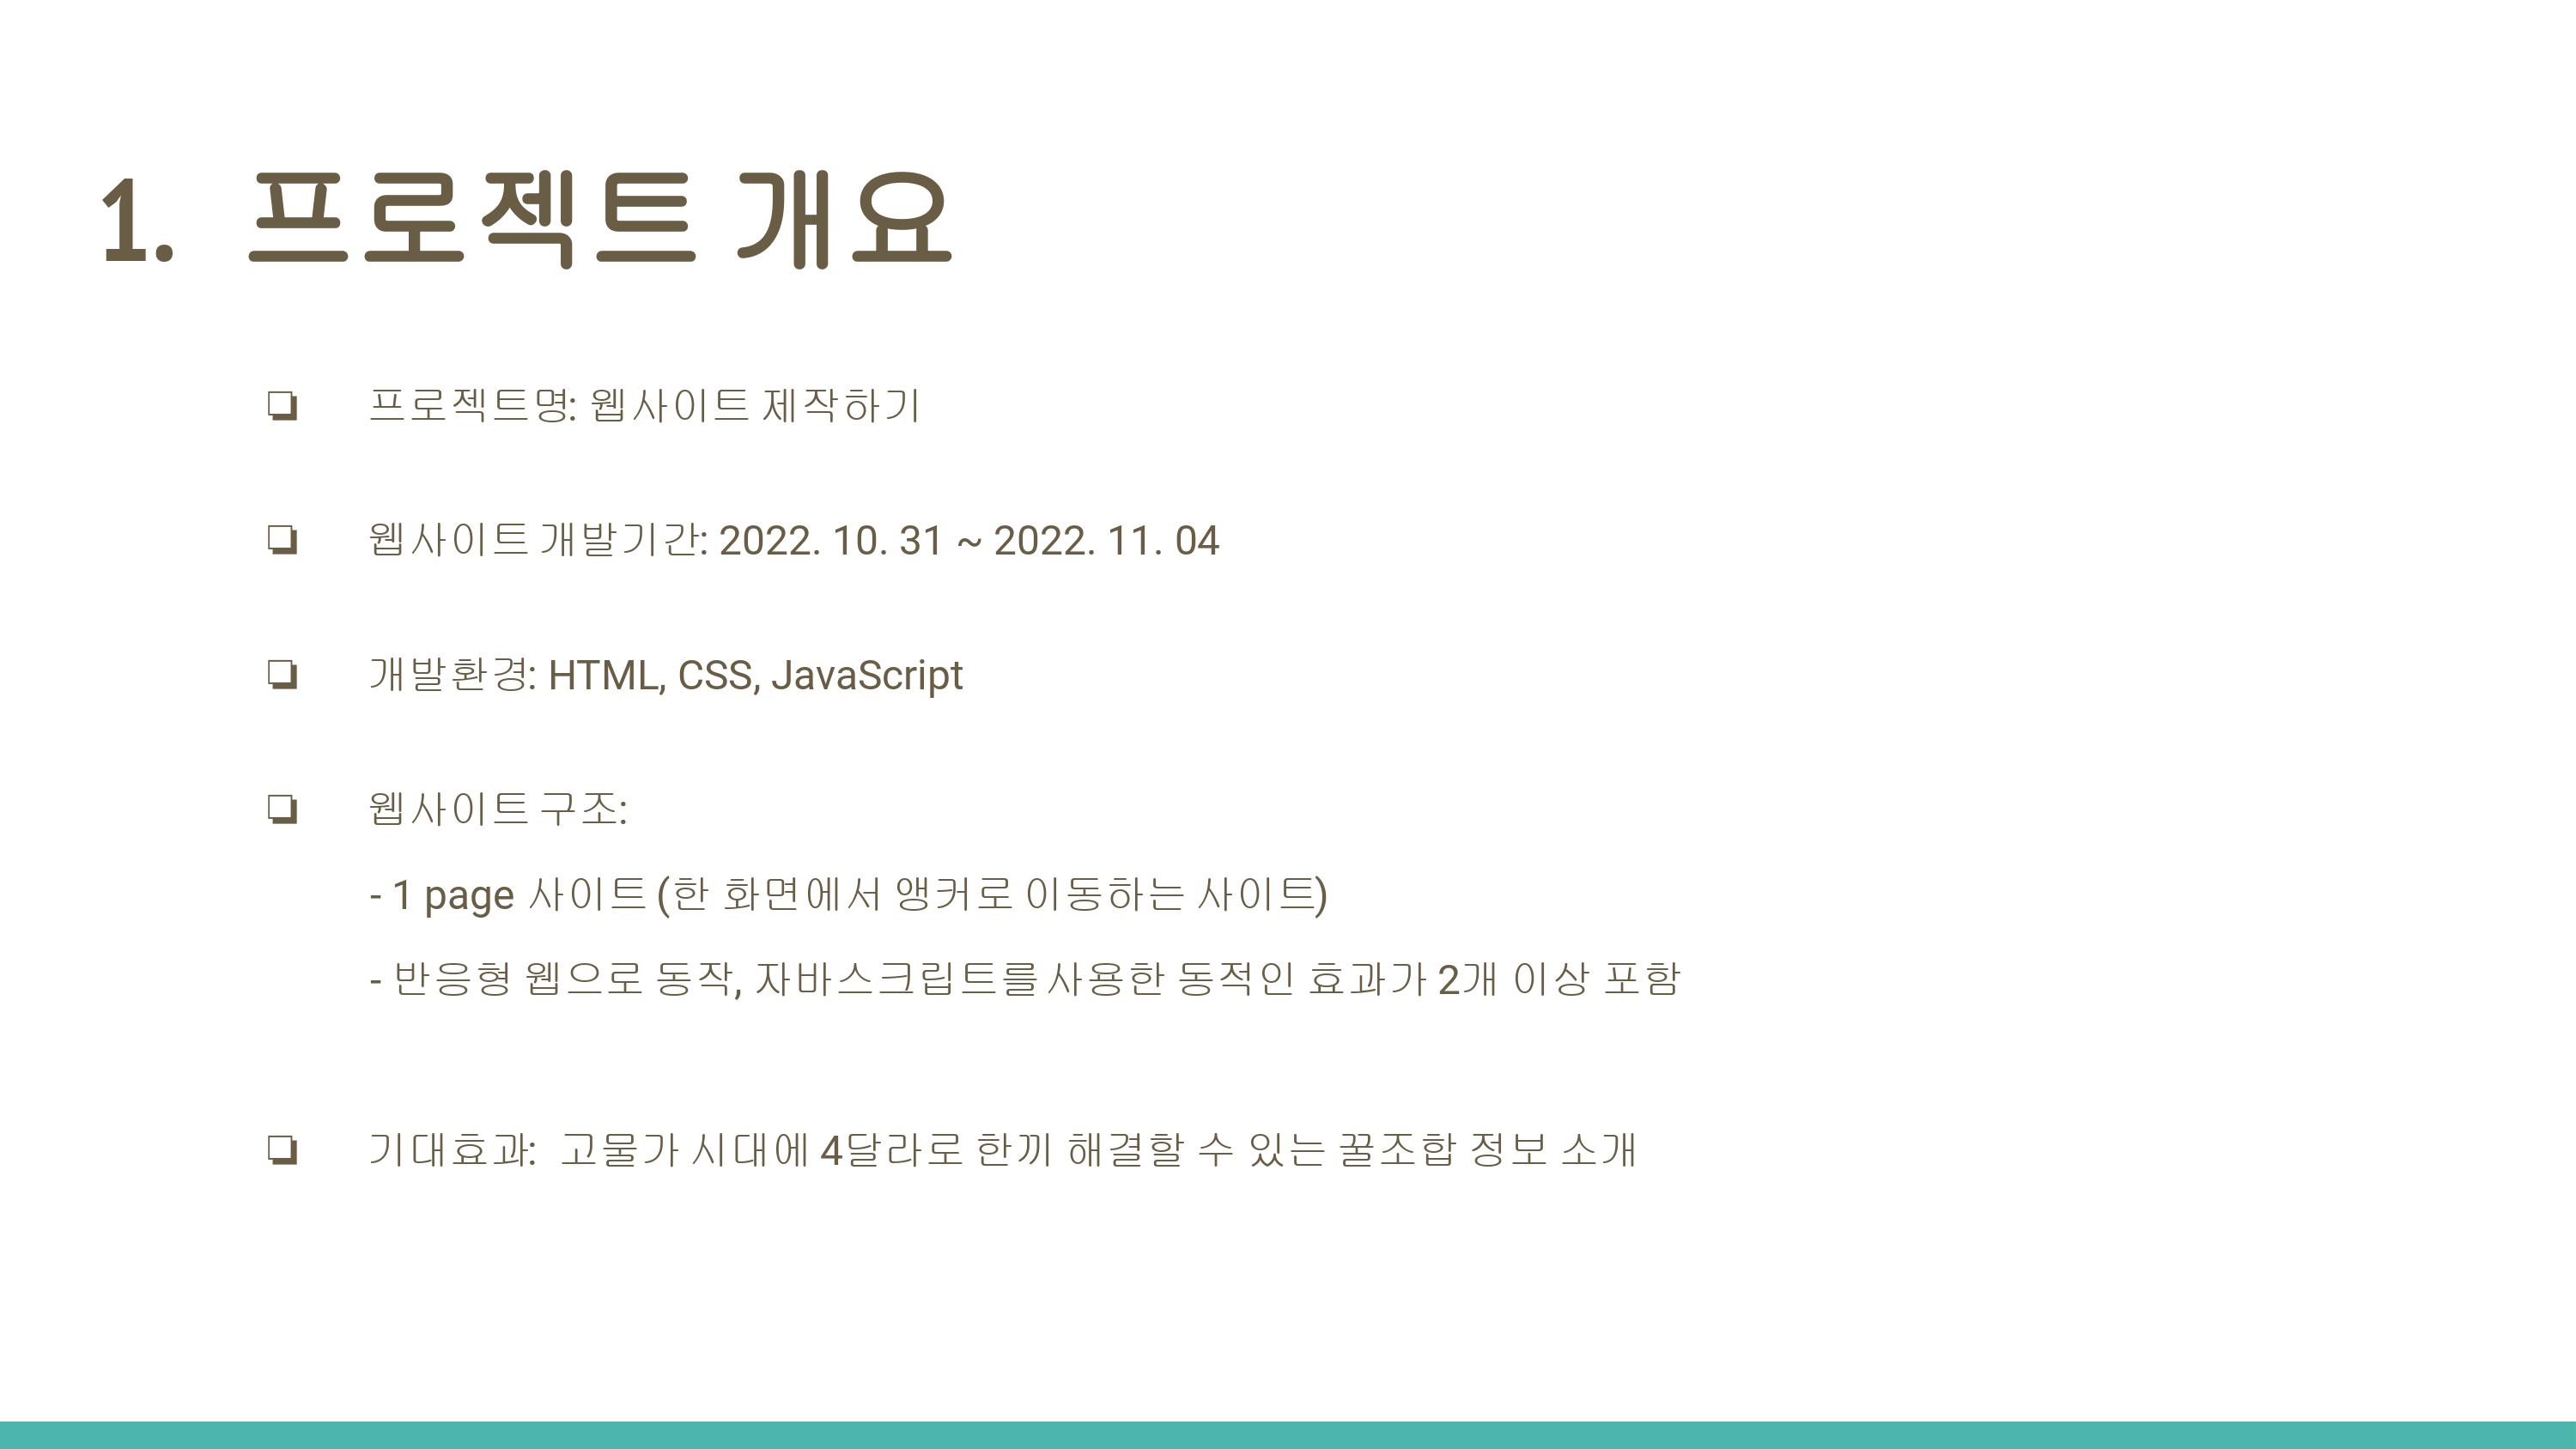 1. 프로젝트 개요
❏ 프로젝트명: 웹사이트 제작하기
❏ 웹사이트 개발기간: 2022. 10. 31 ~ 2022. 11. 04
❏ 개발환경: HTML, CSS, JavaScript
❏ 웹사이트 구조:
- 1 page 사이트 (한 화면에서 앵커로 이동하는 사이트)
- 반응형 웹으로 동작, 자바스크립트를 사용한 동적인 효과가 2개 이상 포함
❏ 기대효과: 고물가 시대에 4달라로 한끼 해결할 수 있는 꿀조합 정보 소개